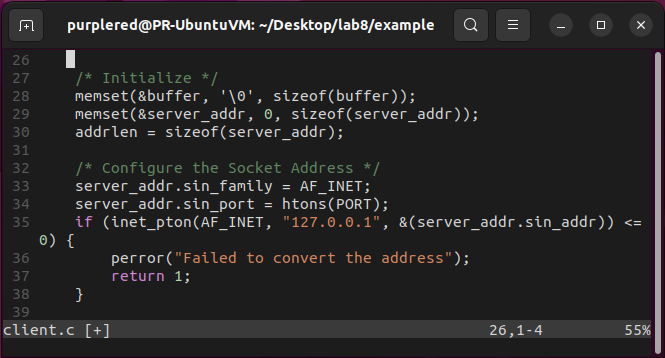 purplered@PR-UbuntuVM: ~/Desktop/lab8/example
26
27 /* Initialize */
28 memset(&buffer, '\0', sizeof(buffer));
29 memset(&server_addr, 0, sizeof(server_addr));
30 addrlen = sizeof(server_addr);
31
32 /* Configure the Socket Address */
33 server_addr.sin_family = AF_INET;
34 server_addr.sin_port = htons(PORT);
35 if (inet_pton(AF_INET, "127.0.0.1", &(server_addr.sin_addr)) <=
0) {
36 perror("Failed to convert the address");
37 return 1;
38 }
39
client.c [+] 26,1-4 55%